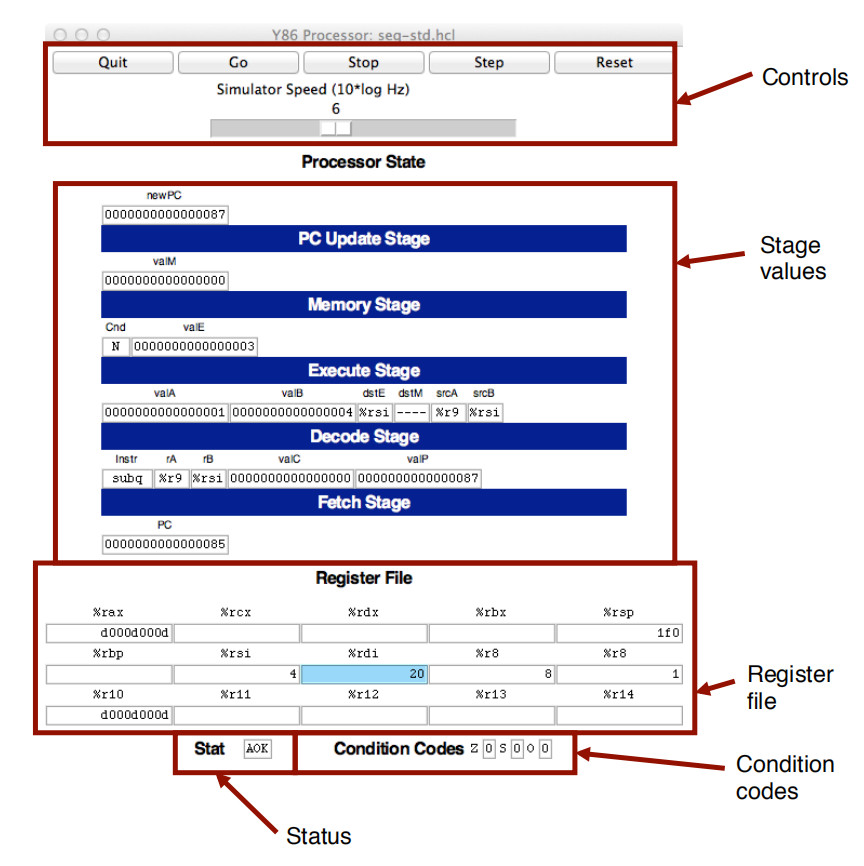 Y86 Processor: seq-std.hcl
Quit Go Stop Step Reset
Simulator Speed (10*log Hz)
6
Controls
Processor State
newPC
0000000000000087
PC Update Stage
Stage
values
valM
0000000000000000
Memory Stage
Cnd valE
N 0000000000000003
Execute Stage
valA valB dstE dstM srcA srcB
0000000000000001 0000000000000004 %rsi ---- %r9 %rsi
Decode Stage
Instr rA rB valC valP
subq %r9 %rsi 0000000000000000 0000000000000087
Fetch Stage
PC
0000000000000085
Register File
%rax %rcx %rdx %rbx %rsp
d000d000d 1f0
%rbp %rsi %rdi %r8 %r8
4 20 8 1
%r10 %r11 %r12 %r13 %r14
d000d000d
Register
file
Stat AOK Condition Codes Z 0 S 0 O 0
Condition
codes
Status